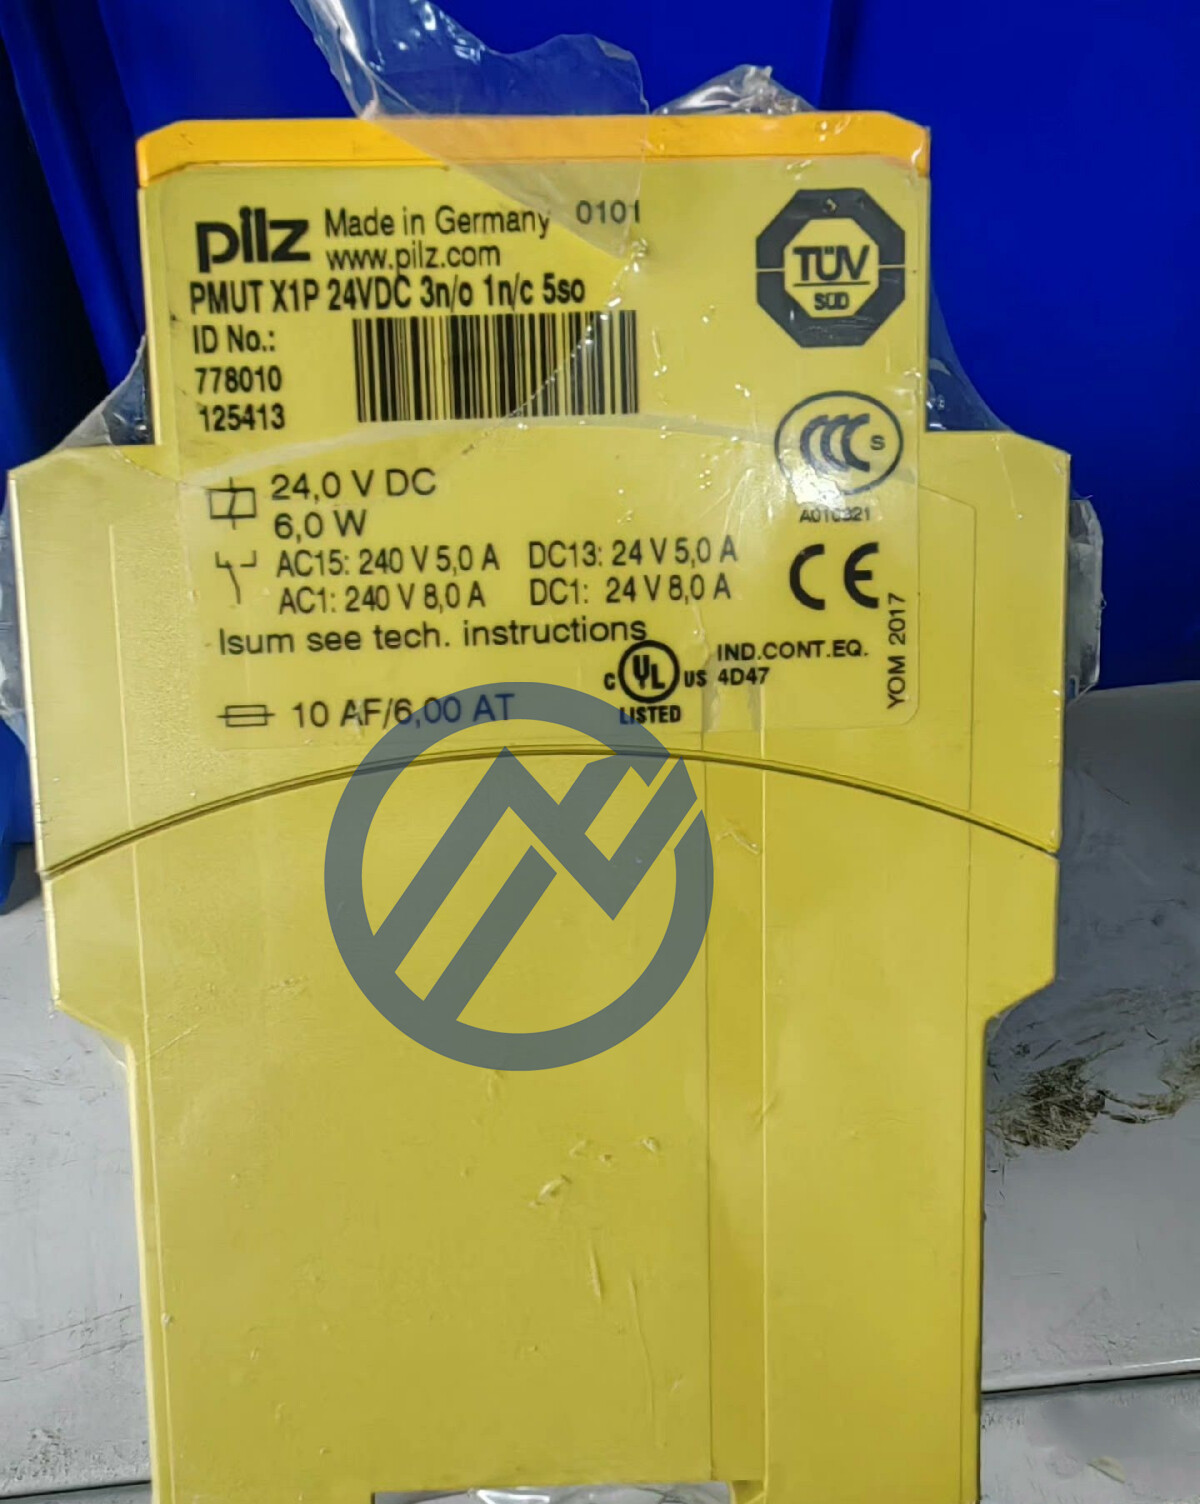 pilz Made in Germany 0101
www.pilz.com
PMUT X1P 24VDC 3n/o 1n/c 5so
ID No.:
778010
125413
TÜV
SÜD
CCC S
A010321
24,0 V DC
6,0 W
AC15: 240 V 5,0 A DC13: 24 V 5,0 A
AC1: 240 V 8,0 A DC1: 24 V 8,0 A
CE
Isum see tech. instructions
YOM 2017
c UL US IND.CONT.EQ.
4D47
LISTED
10 AF/6,00 AT